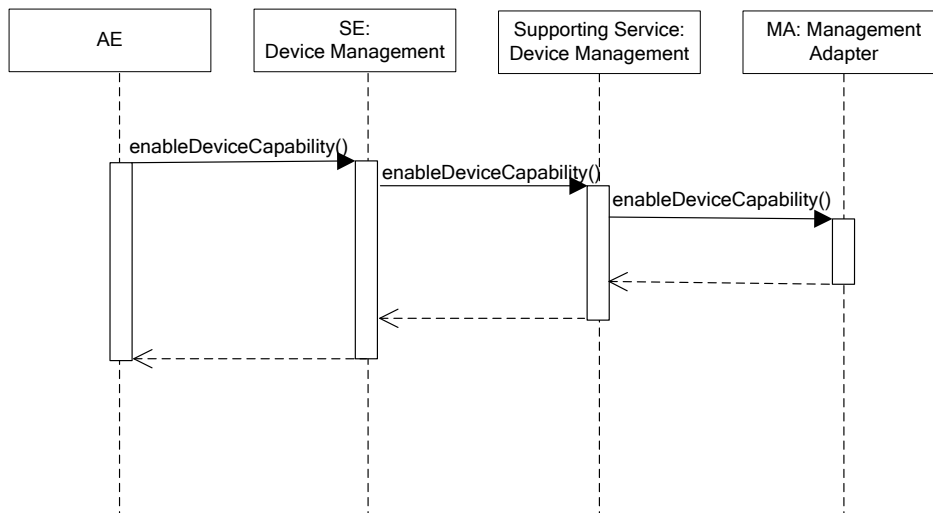 AE
SE:
Device Management
Supporting Service:
Device Management
MA: Management
Adapter
enableDeviceCapability()
enableDeviceCapability()
enableDeviceCapability()